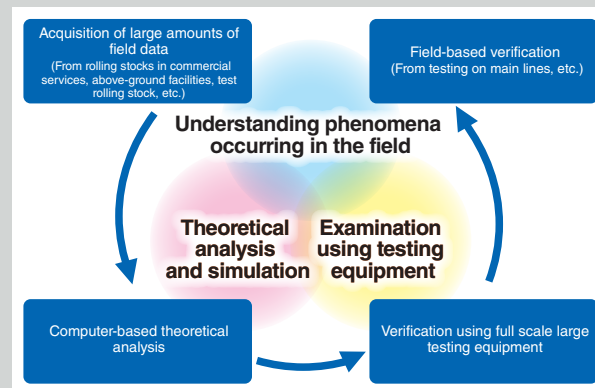 Acquisition of large amounts of
field data
(From rolling stocks in commercial
services, above-ground facilities, test
rolling stock, etc.)
Field-based verification
(From testing on main lines, etc.)
Understanding phenomena
occurring in the field
Theoretical
analysis
and simulation
Examination
using testing
equipment
Computer-based theoretical
analysis
Verification using full scale large
testing equipment